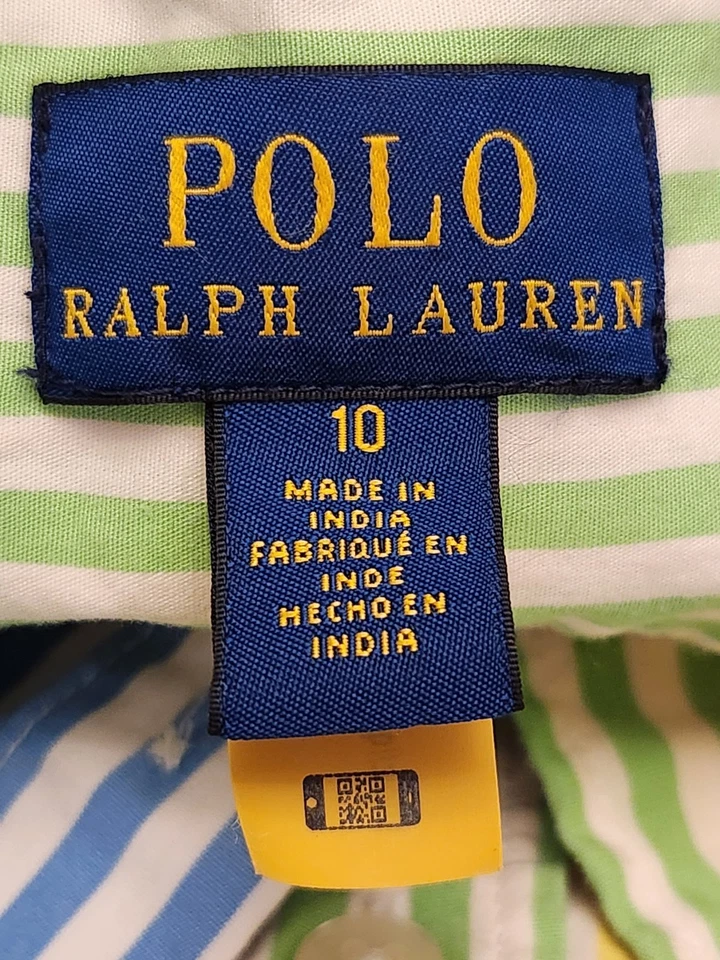 POLO
RALPH LAUREN
10
MADE IN
INDIA
FABRIQUÉ EN
INDE
HECHO EN
INDIA